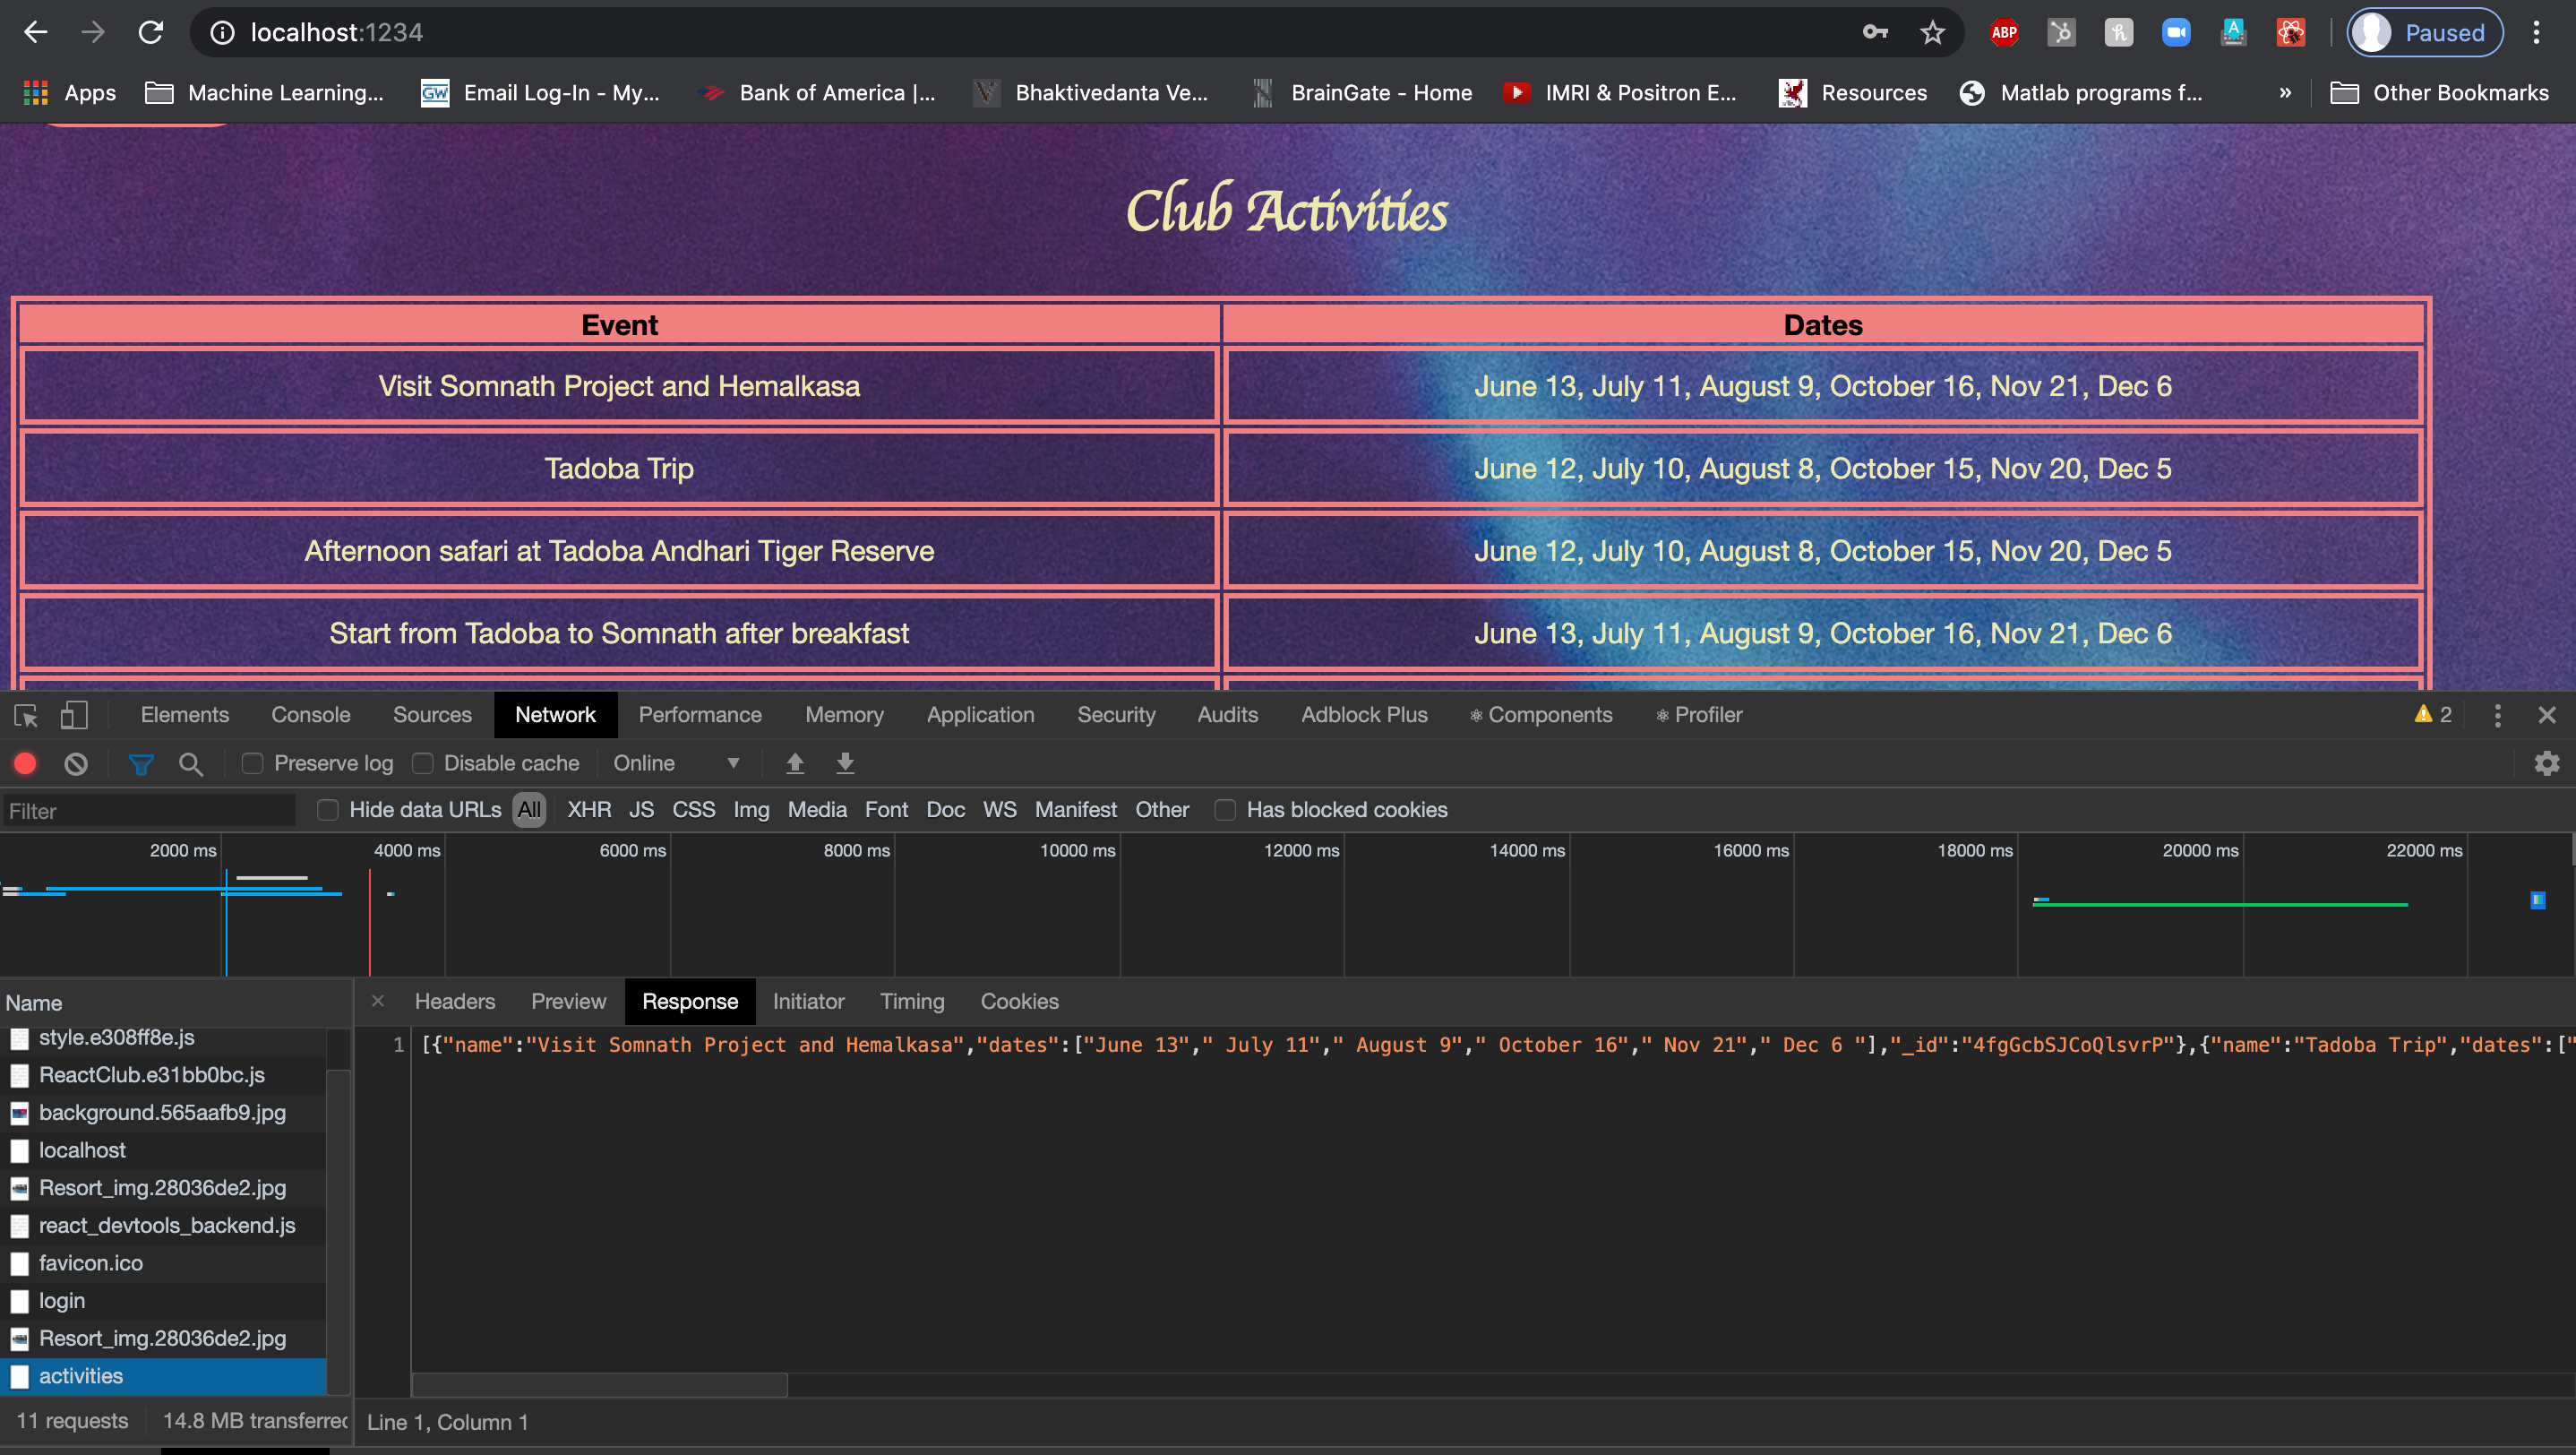 localhost:1234
ABP
Paused
Apps Machine Learning... GW Email Log-In - My... Bank of America |... Bhaktivedanta Ve... BrainGate - Home IMRI & Positron E... Resources Matlab programs f... » Other Bookmarks
Club Activities
Event Dates
Visit Somnath Project and Hemalkasa June 13, July 11, August 9, October 16, Nov 21, Dec 6
Tadoba Trip June 12, July 10, August 8, October 15, Nov 20, Dec 5
Afternoon safari at Tadoba Andhari Tiger Reserve June 12, July 10, August 8, October 15, Nov 20, Dec 5
Start from Tadoba to Somnath after breakfast June 13, July 11, August 9, October 16, Nov 21, Dec 6
Elements Console Sources Network Performance Memory Application Security Audits Adblock Plus Components Profiler 2
Preserve log Disable cache Online
Filter Hide data URLs All XHR JS CSS Img Media Font Doc WS Manifest Other Has blocked cookies
2000 ms 4000 ms 6000 ms 8000 ms 10000 ms 12000 ms 14000 ms 16000 ms 18000 ms 20000 ms 22000 ms
Name Headers Preview Response Initiator Timing Cookies
1 [{"name":"Visit Somnath Project and Hemalkasa","dates":["June 13"," July 11"," August 9"," October 16"," Nov 21"," Dec 6 "],"_id":"4fgGcbSJCoQlsvrP"},{"name":"Tadoba Trip","dates":["
style.e308ff8e.js
ReactClub.e31bb0bc.js
background.565aafb9.jpg
localhost
Resort_img.28036de2.jpg
react_devtools_backend.js
favicon.ico
login
Resort_img.28036de2.jpg
activities
11 requests 14.8 MB transferred Line 1, Column 1